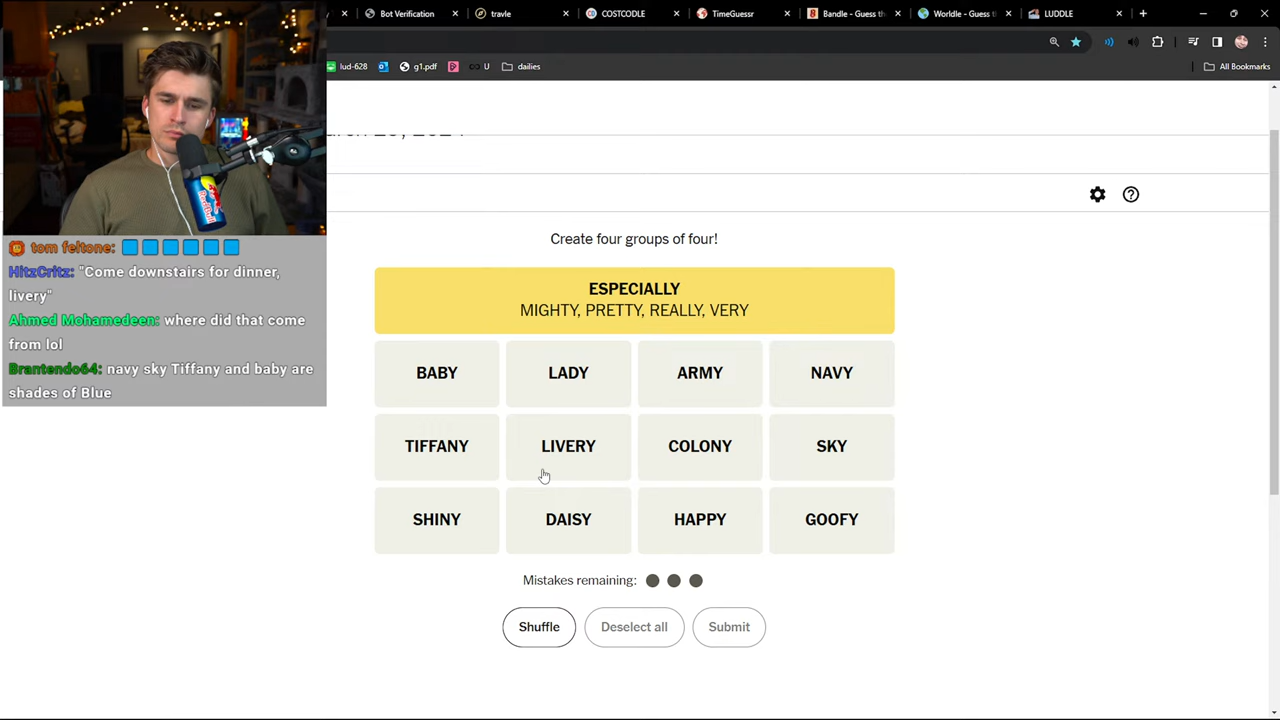 Bot Verification
travle
COSTCODLE
TimeGuessr
Bandle - Guess th
Worldle - Guess th
LUDDLE
lud-628
g1.pdf
U
dailies
All Bookmarks
Create four groups of four!
ESPECIALLY
MIGHTY, PRETTY, REALLY, VERY
BABY LADY ARMY NAVY
TIFFANY LIVERY COLONY SKY
SHINY DAISY HAPPY GOOFY
Mistakes remaining:
Shuffle Deselect all Submit
RedBull
tom feltone:
HitzCritz: "Come downstairs for dinner,
livery"
Ahmed Mohamedeen: where did that come
from lol
Brantendo64: navy sky Tiffany and baby are
shades of Blue